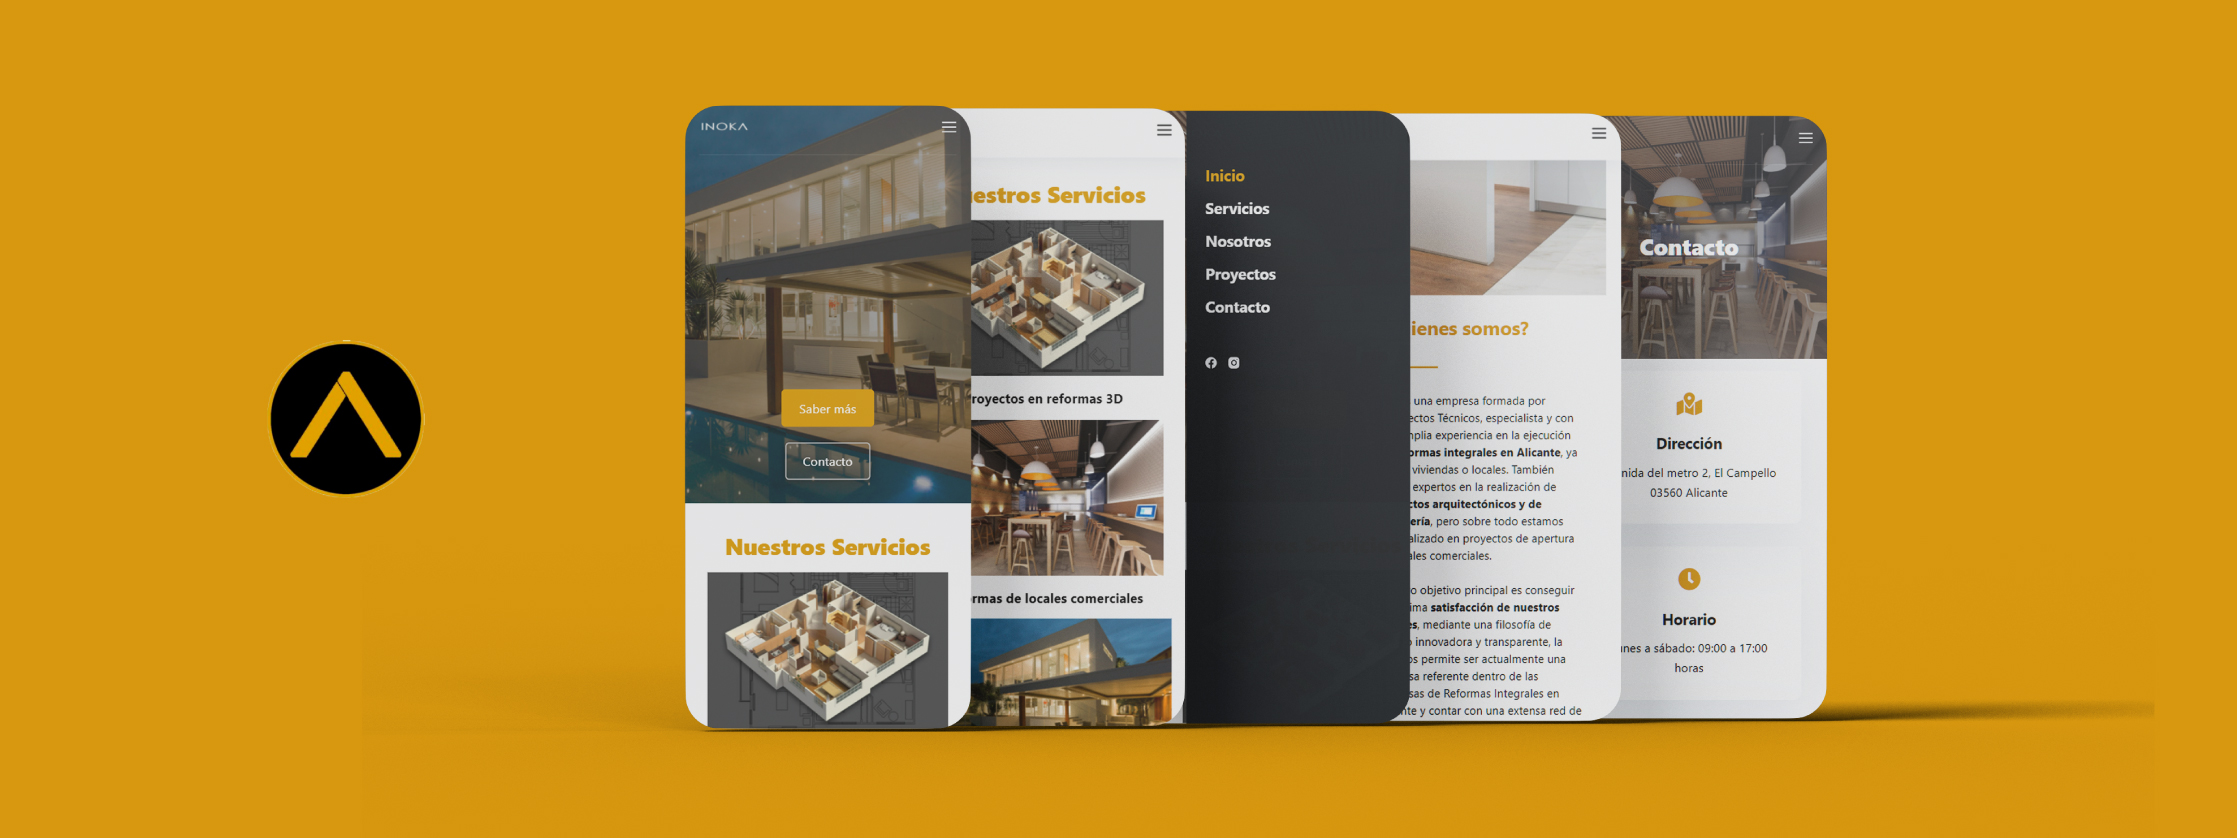 INOKA
Saber más
Contacto
Nuestros Servicios
estros Servicios
royectos en reformas 3D
rmas de locales comerciales
Inicio
Servicios
Nosotros
Proyectos
Contacto
ienes somos?
una empresa formada por
ectos Técnicos, especialista y con
mplia experiencia en la ejecución
ormas integrales en Alicante, ya
viviendas o locales. También
expertos en la realización de
ctos arquitectónicos y de
ería, pero sobre todo estamos
alizado en proyectos de apertura
ales comerciales.
o objetivo principal es conseguir
ima satisfacción de nuestros
es, mediante una filosofía de
innovadora y transparente, la
os permite ser actualmente una
sa referente dentro de las
sas de Reformas Integrales en
nte y contar con una extensa red de
Contacto
Dirección
nida del metro 2, El Campello
03560 Alicante
Horario
unes a sábado: 09:00 a 17:00
horas